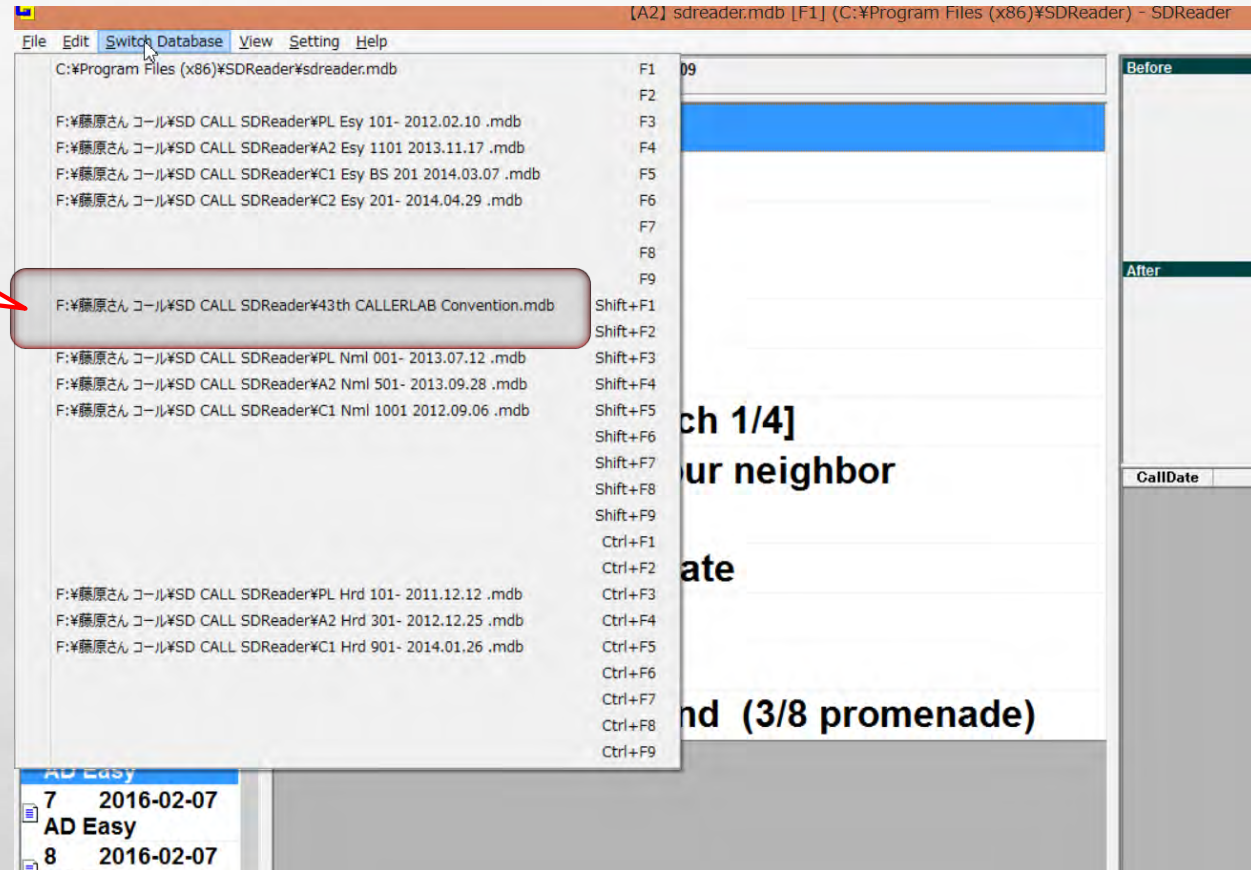 【A2】 sdreader.mdb [F1] (C:¥Program Files (x86)¥SDReader) - SDReader
File Edit Switch Database View Setting Help
C:¥Program Files (x86)¥SDReader¥sdreader.mdb F1
F2
F:¥藤原さん コール¥SD CALL SDReader¥PL Esy 101- 2012.02.10 .mdb F3
F:¥藤原さん コール¥SD CALL SDReader¥A2 Esy 1101 2013.11.17 .mdb F4
F:¥藤原さん コール¥SD CALL SDReader¥C1 Esy BS 201 2014.03.07 .mdb F5
F:¥藤原さん コール¥SD CALL SDReader¥C2 Esy 201- 2014.04.29 .mdb F6
F7
F8
F9
F:¥藤原さん コール¥SD CALL SDReader¥43th CALLERLAB Convention.mdb Shift+F1
Shift+F2
F:¥藤原さん コール¥SD CALL SDReader¥PL Nml 001- 2013.07.12 .mdb Shift+F3
F:¥藤原さん コール¥SD CALL SDReader¥A2 Nml 501- 2013.09.28 .mdb Shift+F4
F:¥藤原さん コール¥SD CALL SDReader¥C1 Nml 1001 2012.09.06 .mdb Shift+F5
Shift+F6
Shift+F7
Shift+F8
Shift+F9
Ctrl+F1
Ctrl+F2
F:¥藤原さん コール¥SD CALL SDReader¥PL Hrd 101- 2011.12.12 .mdb Ctrl+F3
F:¥藤原さん コール¥SD CALL SDReader¥A2 Hrd 301- 2012.12.25 .mdb Ctrl+F4
F:¥藤原さん コール¥SD CALL SDReader¥C1 Hrd 901- 2014.01.26 .mdb Ctrl+F5
Ctrl+F6
Ctrl+F7
Ctrl+F8
Ctrl+F9
09
ch 1/4]
ur neighbor
ate
nd (3/8 promenade)
Before
After
CallDate
AD Easy
7 2016-02-07
AD Easy
8 2016-02-07